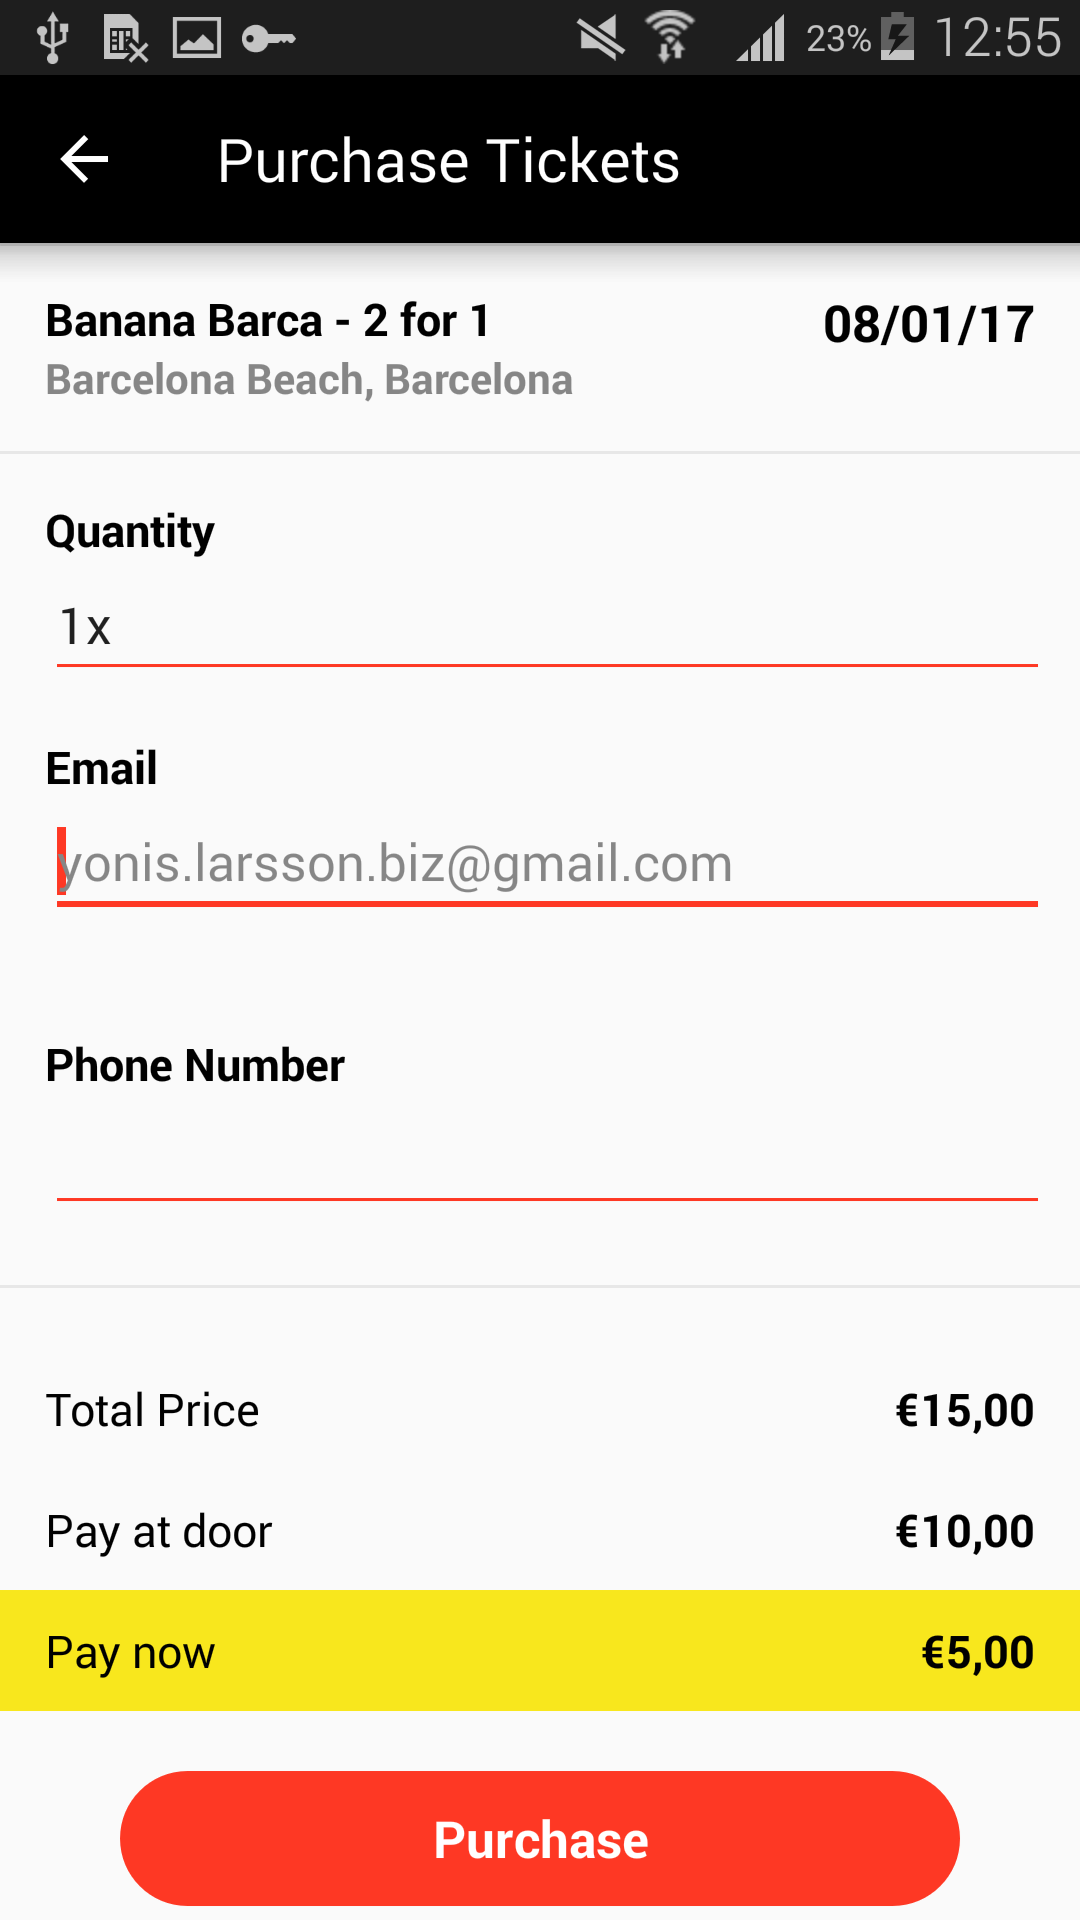 23% 12:55
Purchase Tickets
Banana Barca - 2 for 1 08/01/17
Barcelona Beach, Barcelona
Quantity
1x
Email
yonis.larsson.biz@gmail.com
Phone Number
Total Price €15,00
Pay at door €10,00
Pay now €5,00
Purchase